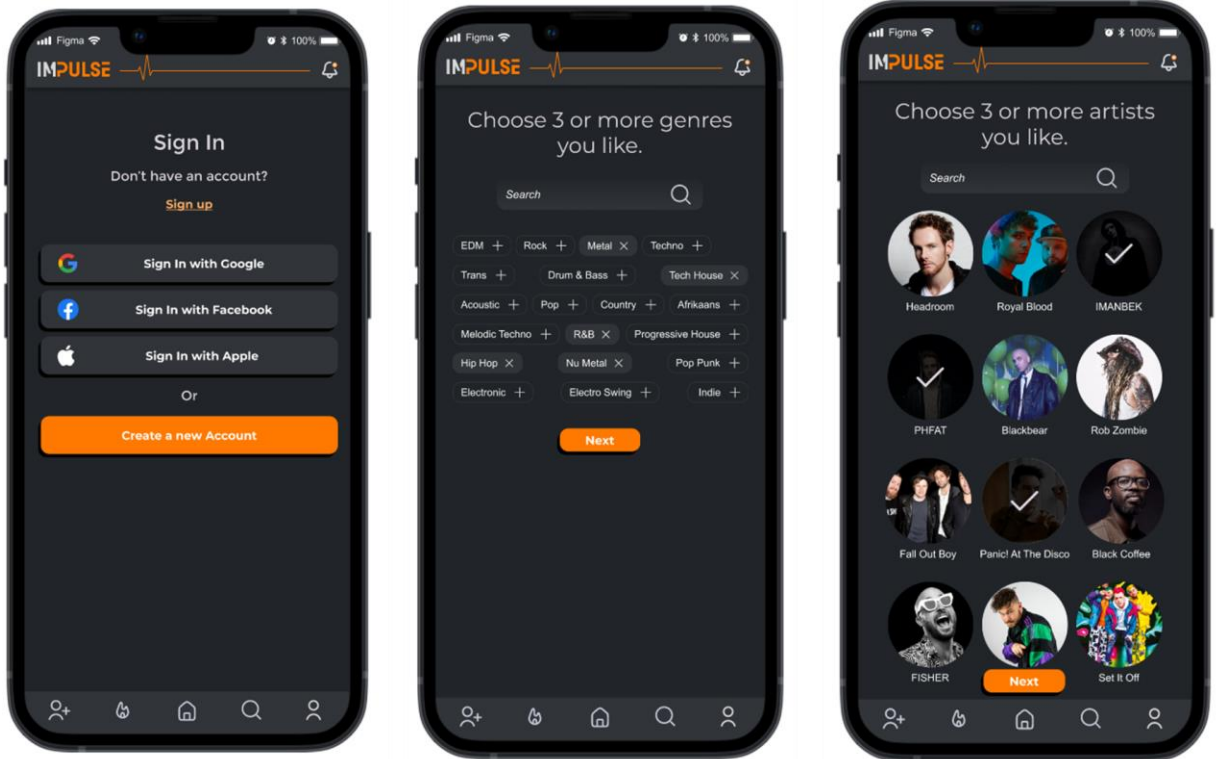 Figma 100%
IMPULSE
Sign In
Don't have an account?
Sign up
Sign In with Google
Sign In with Facebook
Sign In with Apple
Or
Create a new Account
Figma 100%
IMPULSE
Choose 3 or more genres
you like.
Search
EDM Rock Metal Techno
Trans Drum & Bass Tech House
Acoustic Pop Country Afrikaans
Melodic Techno R&B Progressive House
Hip Hop Nu Metal Pop Punk
Electronic Electro Swing Indie
Next
Figma 100%
IMPULSE
Choose 3 or more artists
you like.
Search
Headroom Royal Blood IMANBEK
PHFAT Blackbear Rob Zombie
Fall Out Boy Panic! At The Disco Black Coffee
FISHER Set It Off
Next